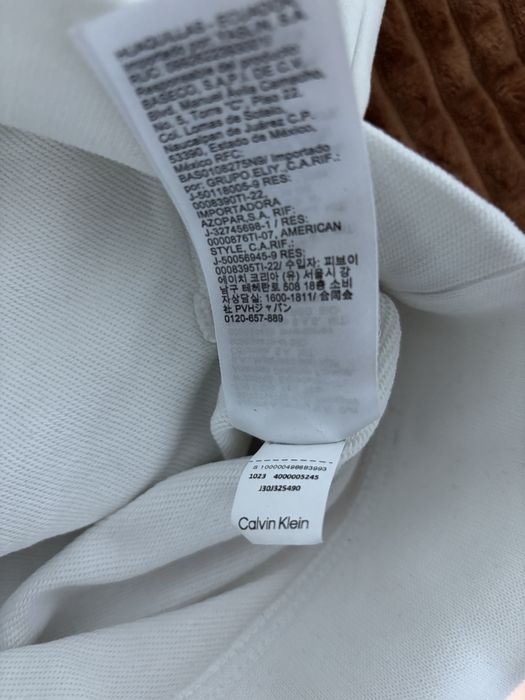 HUAQUILLAS - ECUADOR
S.A.
RUC
BASECO, S.A.P.I. DE C.V.
Blvd. Manuel Ávila Camacho
No. 5, Torre "C", Piso 22,
Col. Lomas de Sotelo,
Naucalpan de Juárez C.P.
53390, Estado de México,
México RFC:
BAS0108275N9/ Importado
por: GRUPO ELIY, C.A.RIF.:
J-50118005-9 RES:
0008390TI-22,
IMPORTADORA
AZOPAR,S.A. RIF:
J-32745698-1 / RES:
0000876TI-07, AMERICAN
STYLE, C.A.RIF:
J-50056945-9 RES:
0008395TI-22/ 수입자: 피브이
에이치 코리아 (유) 서울시 강
남구 테헤란로 508 18층 소비
자상담실: 1600-1811/ 合同会
社 PVHジャパン
0120-657-889
S 100000498683993
1023 4000005245
J30J325490
Calvin Klein